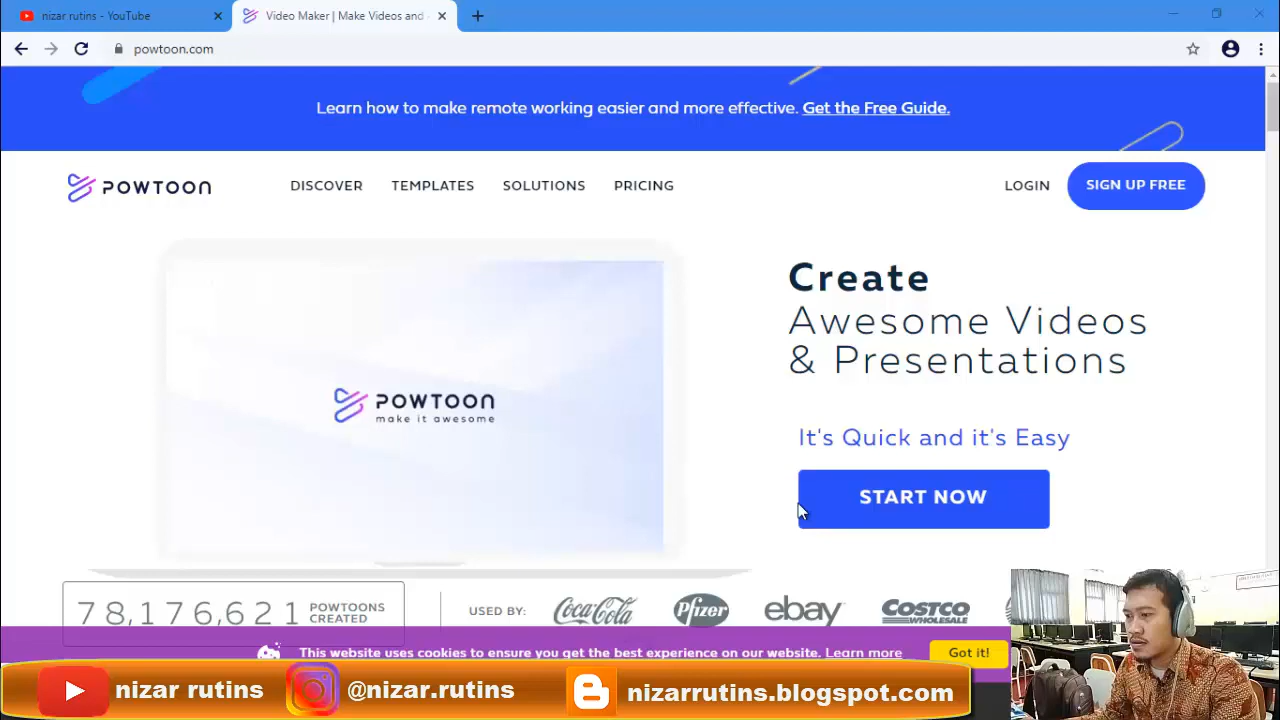 nizar rutins - YouTube
Video Maker | Make Videos and
powtoon.com
Learn how to make remote working easier and more effective. Get the Free Guide.
POWTOON
DISCOVER TEMPLATES SOLUTIONS PRICING
LOGIN SIGN UP FREE
POWTOON
make it awesome
Create
Awesome Videos
& Presentations
It's Quick and it's Easy
START NOW
78,176,621 POWTOONS CREATED
USED BY: Coca-Cola Pfizer ebay COSTCO WHOLESALE
This website uses cookies to ensure you get the best experience on our website. Learn more Got it!
nizar rutins @nizar.rutins nizarrutins.blogspot.com